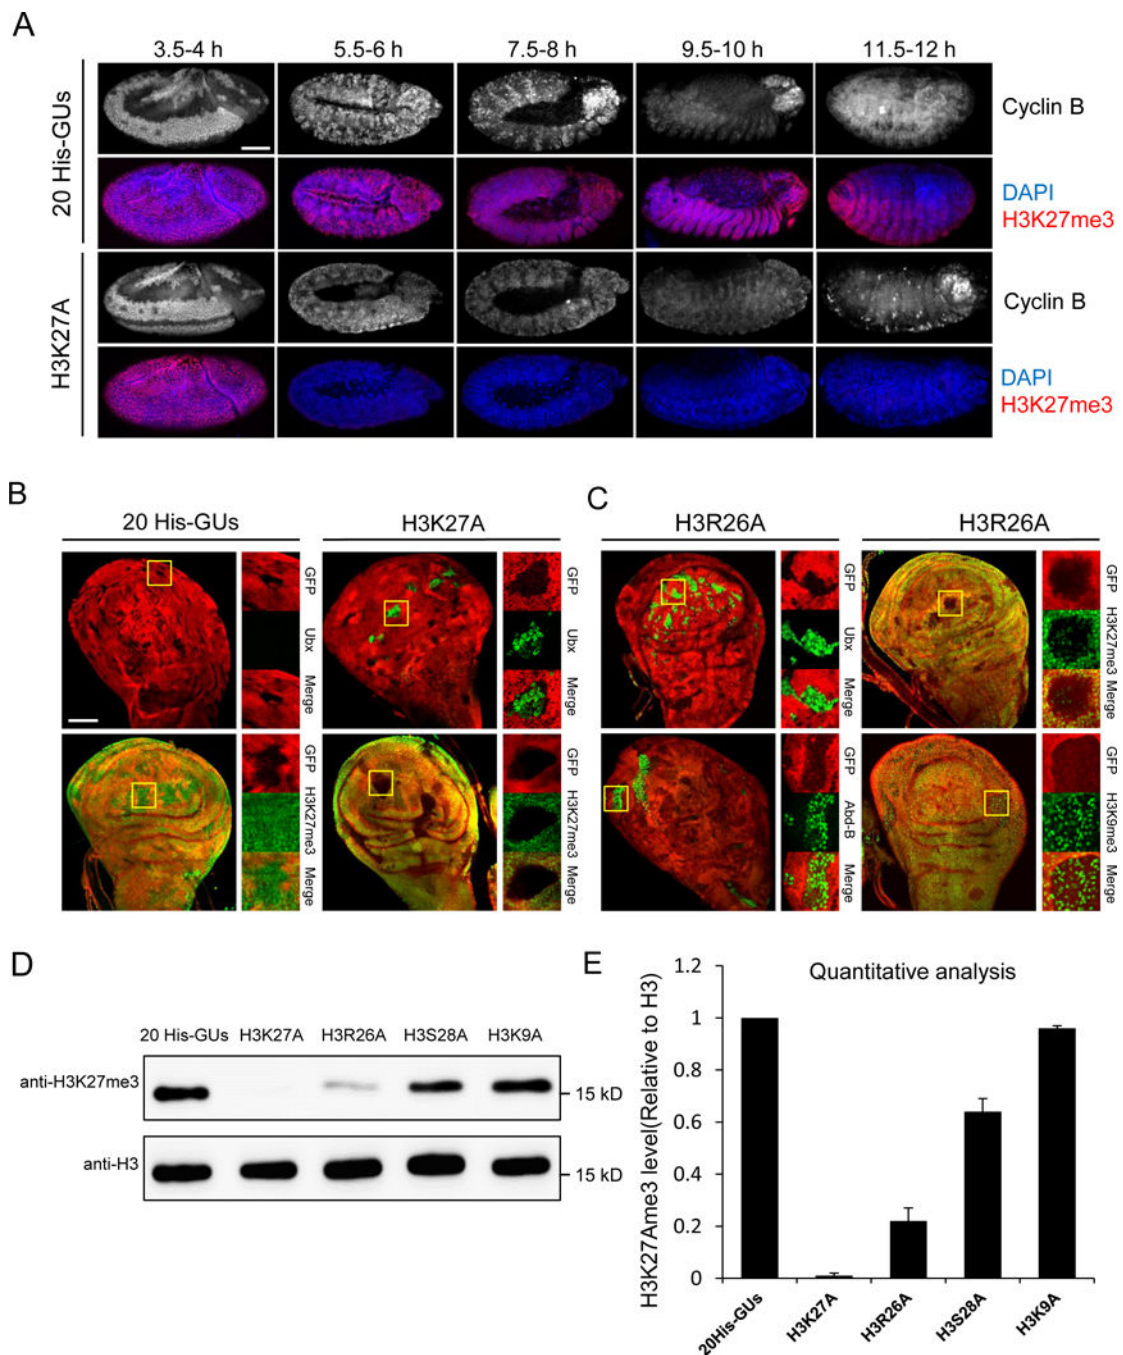 A
3.5-4 h 5.5-6 h 7.5-8 h 9.5-10 h 11.5-12 h
20 His-GUs
Cyclin B
DAPI
H3K27me3
H3K27A
Cyclin B
DAPI
H3K27me3
B
20 His-GUs H3K27A
GFP Ubx Merge
GFP Ubx Merge
GFP H3K27me3 Merge
GFP H3K27me3 Merge
C
H3R26A H3R26A
GFP Ubx Merge
GFP H3K27me3 Merge
GFP Abd-B Merge
GFP H3K9me3 Merge
D
20 His-GUs H3K27A H3R26A H3S28A H3K9A
anti-H3K27me3
15 kD
anti-H3
15 kD
E
Quantitative analysis
H3K27Ame3 level(Relative to H3)
1.2
1
0.8
0.6
0.4
0.2
0
20His-GUs H3K27A H3R26A H3S28A H3K9A